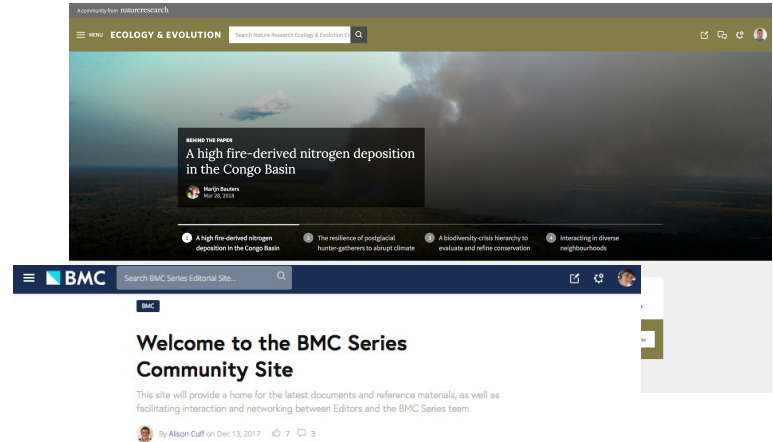 A community from natureresearch
MENU ECOLOGY & EVOLUTION Search Nature Research Ecology & Evolution Co
BEHIND THE PAPER
A high fire-derived nitrogen deposition
in the Congo Basin
Marijn Bauters
Mar 28, 2018
1 A high fire-derived nitrogen
deposition in the Congo Basin
2 The resilience of postglacial
hunter-gatherers to abrupt climate
3 A biodiversity-crisis hierarchy to
evaluate and refine conservation
4 Interacting in diverse
neighbourhoods
BMC Search BMC Series Editorial Site...
BMC
Welcome to the BMC Series
Community Site
This site will provide a home for the latest documents and reference materials, as well as
facilitating interaction and networking between Editors and the BMC Series team.
By Alison Cuff on Dec 13, 2017 7 3